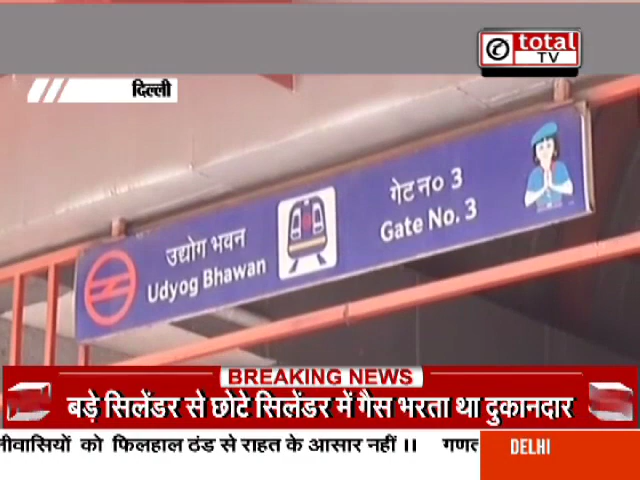 total
TV
दिल्ली
उद्योग भवन
Udyog Bhawan
गेट न० 3
Gate No. 3
BREAKING NEWS
बड़े सिलेंडर से छोटे सिलेंडर में गैस भरता था दुकानदार
को फिलहाल ठंड से राहत के आसार नहीं ।।
DELHI